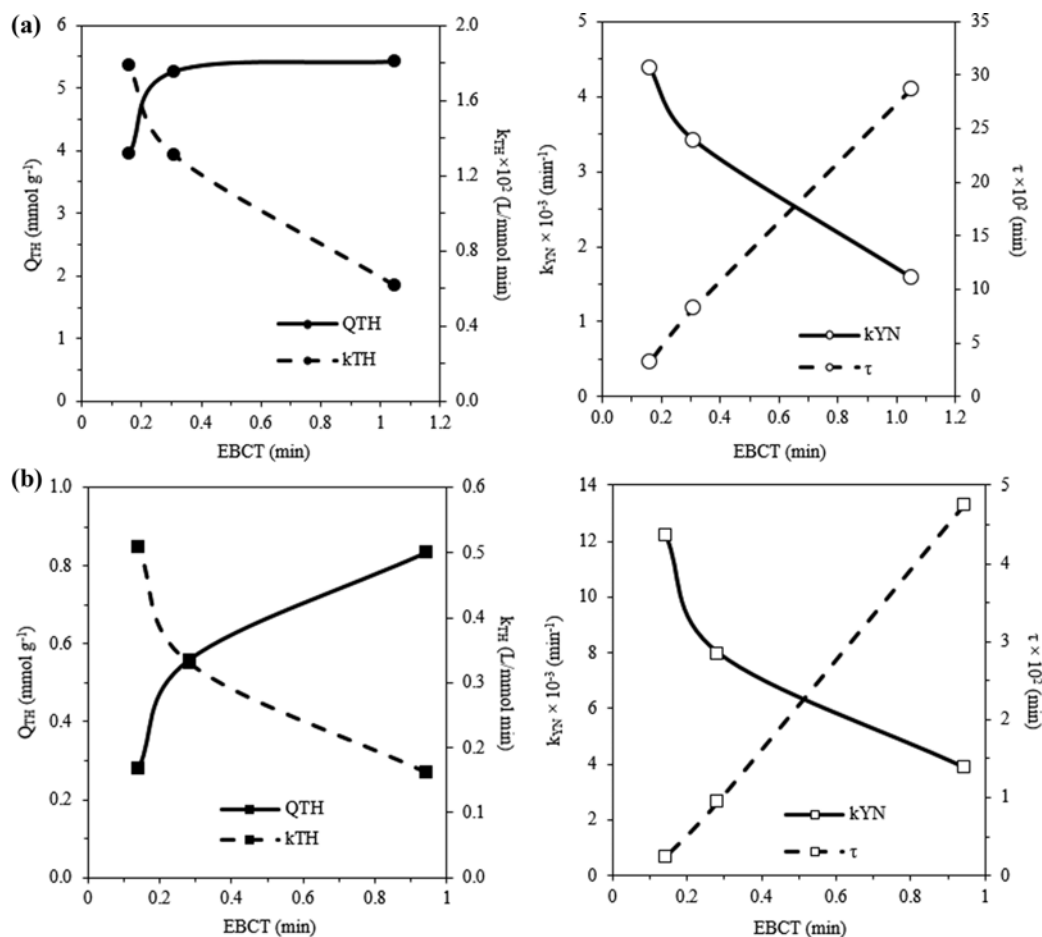 (a)
6
5
4
3
2
1
0
Q_TH (mmol g⁻¹)
2.0
1.6
1.2
0.8
0.4
0.0
k_TH ×10² (L/mmol min)
QTH
kTH
0 0.2 0.4 0.6 0.8 1 1.2
EBCT (min)
5
4
3
2
1
0
k_YN × 10⁻³ (min⁻¹)
35
30
25
20
15
10
5
0
τ ×10² (min)
kYN
τ
0.0 0.2 0.4 0.6 0.8 1.0 1.2
EBCT (min)
(b)
1.0
0.8
0.6
0.4
0.2
0.0
Q_TH (mmol g⁻¹)
0.6
0.5
0.4
0.3
0.2
0.1
0.0
k_TH (L/mmol min)
QTH
kTH
0 0.2 0.4 0.6 0.8 1
EBCT (min)
14
12
10
8
6
4
2
0
k_YN × 10⁻³ (min⁻¹)
5
4
3
2
1
0
τ × 10² (min)
kYN
τ
0 0.2 0.4 0.6 0.8 1
EBCT (min)